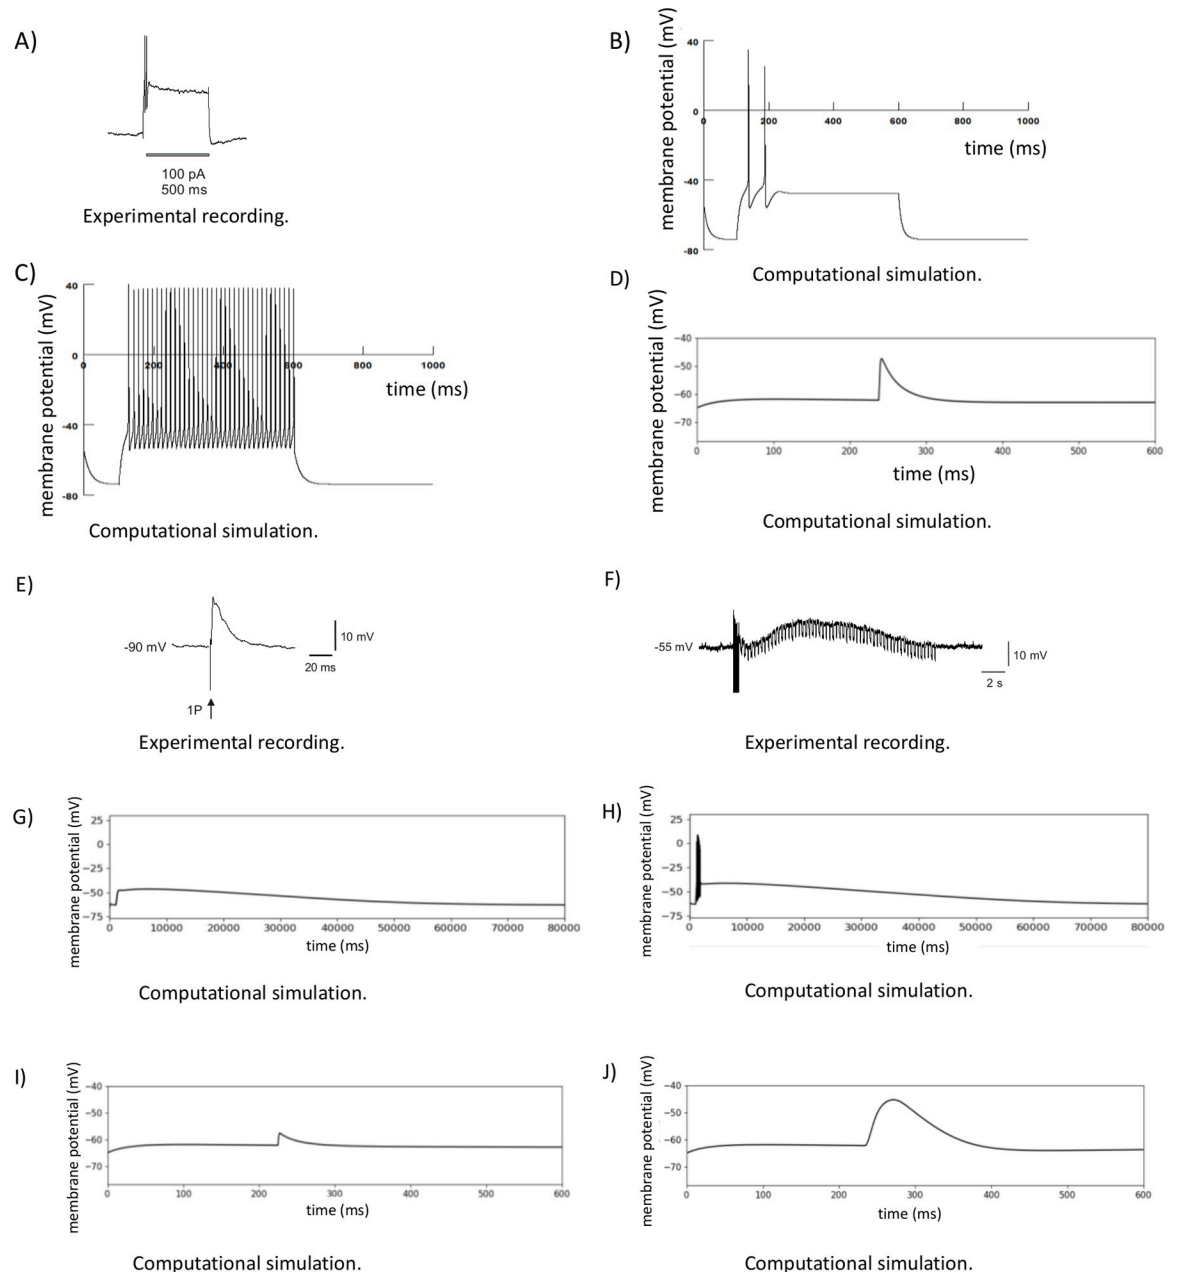 A)
100 pA
500 ms
Experimental recording.
B)
membrane potential (mV)
40
0
-40
-80
0 200 400 600 800 1000
time (ms)
Computational simulation.
C)
membrane potential (mV)
40
0
-40
-80
0 200 400 600 800 1000
time (ms)
Computational simulation.
D)
membrane potential (mV)
−40
−50
−60
−70
0 100 200 300 400 500 600
time (ms)
Computational simulation.
E)
-90 mV
10 mV
20 ms
1P
Experimental recording.
F)
-55 mV
10 mV
2 s
Experimental recording.
G)
membrane potential (mV)
25
0
−25
−50
−75
0 10000 20000 30000 40000 50000 60000 70000 80000
time (ms)
Computational simulation.
H)
membrane potential (mV)
25
0
−25
−50
−75
0 10000 20000 30000 40000 50000 60000 70000 80000
time (ms)
Computational simulation.
I)
membrane potential (mV)
−40
−50
−60
−70
0 100 200 300 400 500 600
time (ms)
Computational simulation.
J)
membrane potential (mV)
−40
−50
−60
−70
0 100 200 300 400 500 600
time (ms)
Computational simulation.